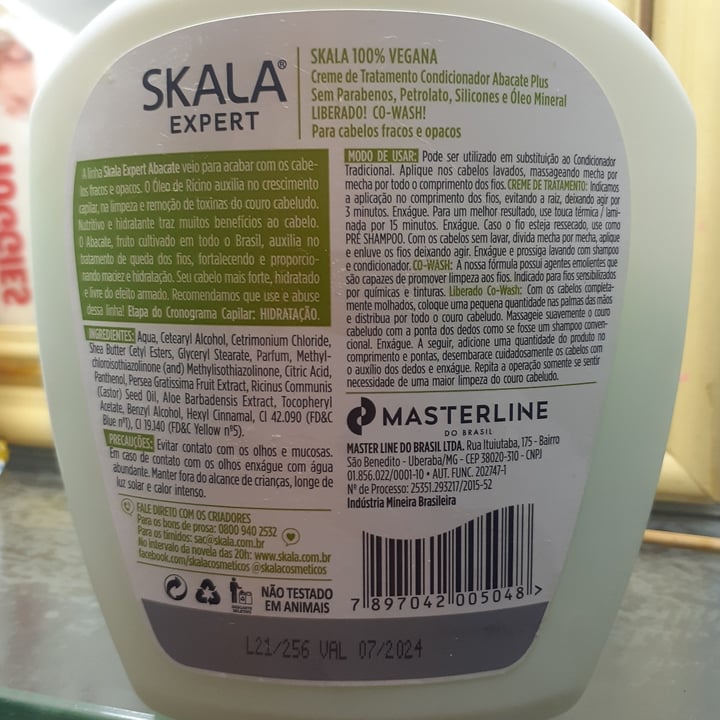 SKALA®
EXPERT
SKALA 100% VEGANA
Creme de Tratamento Condicionador Abacate Plus
Sem Parabenos, Petrolato, Silicones e Óleo Mineral
LIBERADO! CO-WASH!
Para cabelos fracos e opacos
A linha Skala Expert Abacate veio para acabar com os cabe-
los fracos e opacos. O Óleo de Ricino auxilia no crescimento
capilar, na limpeza e remoção de toxinas do couro cabeludo.
Nutritivo e hidratante traz muitos benefícios ao cabelo.
O Abacate, fruto cultivado em todo o Brasil, auxilia no
tratamento de queda dos fios, fortalecendo e proporcio-
nando maciez e hidratação. Seu cabelo mais forte, hidratado
e livre do efeito armado. Recomendamos que use e abuse
dessa linha! Etapa do Cronograma Capilar: HIDRATAÇÃO.
INGREDIENTES: Aqua, Cetearyl Alcohol, Cetrimonium Chloride,
Shea Butter Cetyl Esters, Glyceryl Stearate, Parfum, Methyl-
chloroisothiazolinone (and) Methylisothiazolinone, Citric Acid,
Panthenol, Persea Gratissima Fruit Extract, Ricinus Communis
(Castor) Seed Oil, Aloe Barbadensis Extract, Tocopheryl
Acetate, Benzyl Alcohol, Hexyl Cinnamal, CI 42.090 (FD&C
Blue nº1), CI 19.140 (FD&C Yellow nº5).
PRECAUÇÕES: Evitar contato com os olhos e mucosas.
Em caso de contato com os olhos enxágue com água
abundante. Manter fora do alcance de crianças, longe de
luz solar e calor intenso.
FALE DIRETO COM OS CRIADORES
Para os bons de prosa: 0800 940 2532
Para os tímidos: sac@skala.com.br
No intervalo da novela das 20h: www.skala.com.br
facebook.com/skalacosmeticos @skalacosmeticos
DESCARTE
SELETIVO
NÃO TESTADO
EM ANIMAIS
MODO DE USAR: Pode ser utilizado em substituição ao Condicionador
Tradicional. Aplique nos cabelos lavados, massageando mecha por
mecha por todo o comprimento dos fios. CREME DE TRATAMENTO: Indicamos
a aplicação no comprimento dos fios, evitando a raiz, deixando agir por
3 minutos. Enxágue. Para um melhor resultado, use touca térmica / lami-
nada por 15 minutos. Enxágue. Caso o fio esteja ressecado, use como
PRÉ SHAMPOO. Com os cabelos sem lavar, divida mecha por mecha, aplique
e enluve os fios deixando agir. Enxágue e prossiga lavando com shampoo
e condicionador. CO-WASH: A nossa fórmula possui agentes emolientes que
são capazes de promover limpeza aos fios. Indicado para fios sensibilizados
por químicas e tinturas. Liberado Co-Wash: Com os cabelos completa-
mente molhados, coloque uma pequena quantidade nas palmas das mãos
e distribua por todo o couro cabeludo. Massageie suavemente o couro
cabeludo com a ponta dos dedos como se fosse um shampoo conven-
cional. Enxágue. A seguir, adicione uma quantidade do produto no
comprimento e pontas, desembarace cuidadosamente os cabelos com
o auxílio dos dedos e enxágue. Repita a operação somente se sentir
necessidade de uma maior limpeza do couro cabeludo.
MASTERLINE
DO BRASIL
MASTER LINE DO BRASIL LTDA. Rua Ituiutaba, 175 - Bairro
São Benedito - Uberaba/MG - CEP 38020-310 - CNPJ
01.856.022/0001-10 • AUT. FUNC. 202747-1
Nº de Processo: 25351.293217/2015-52
Indústria Mineira Brasileira
7 897042 005048 >
L21/256 VAL 07/2024
HUGGIES